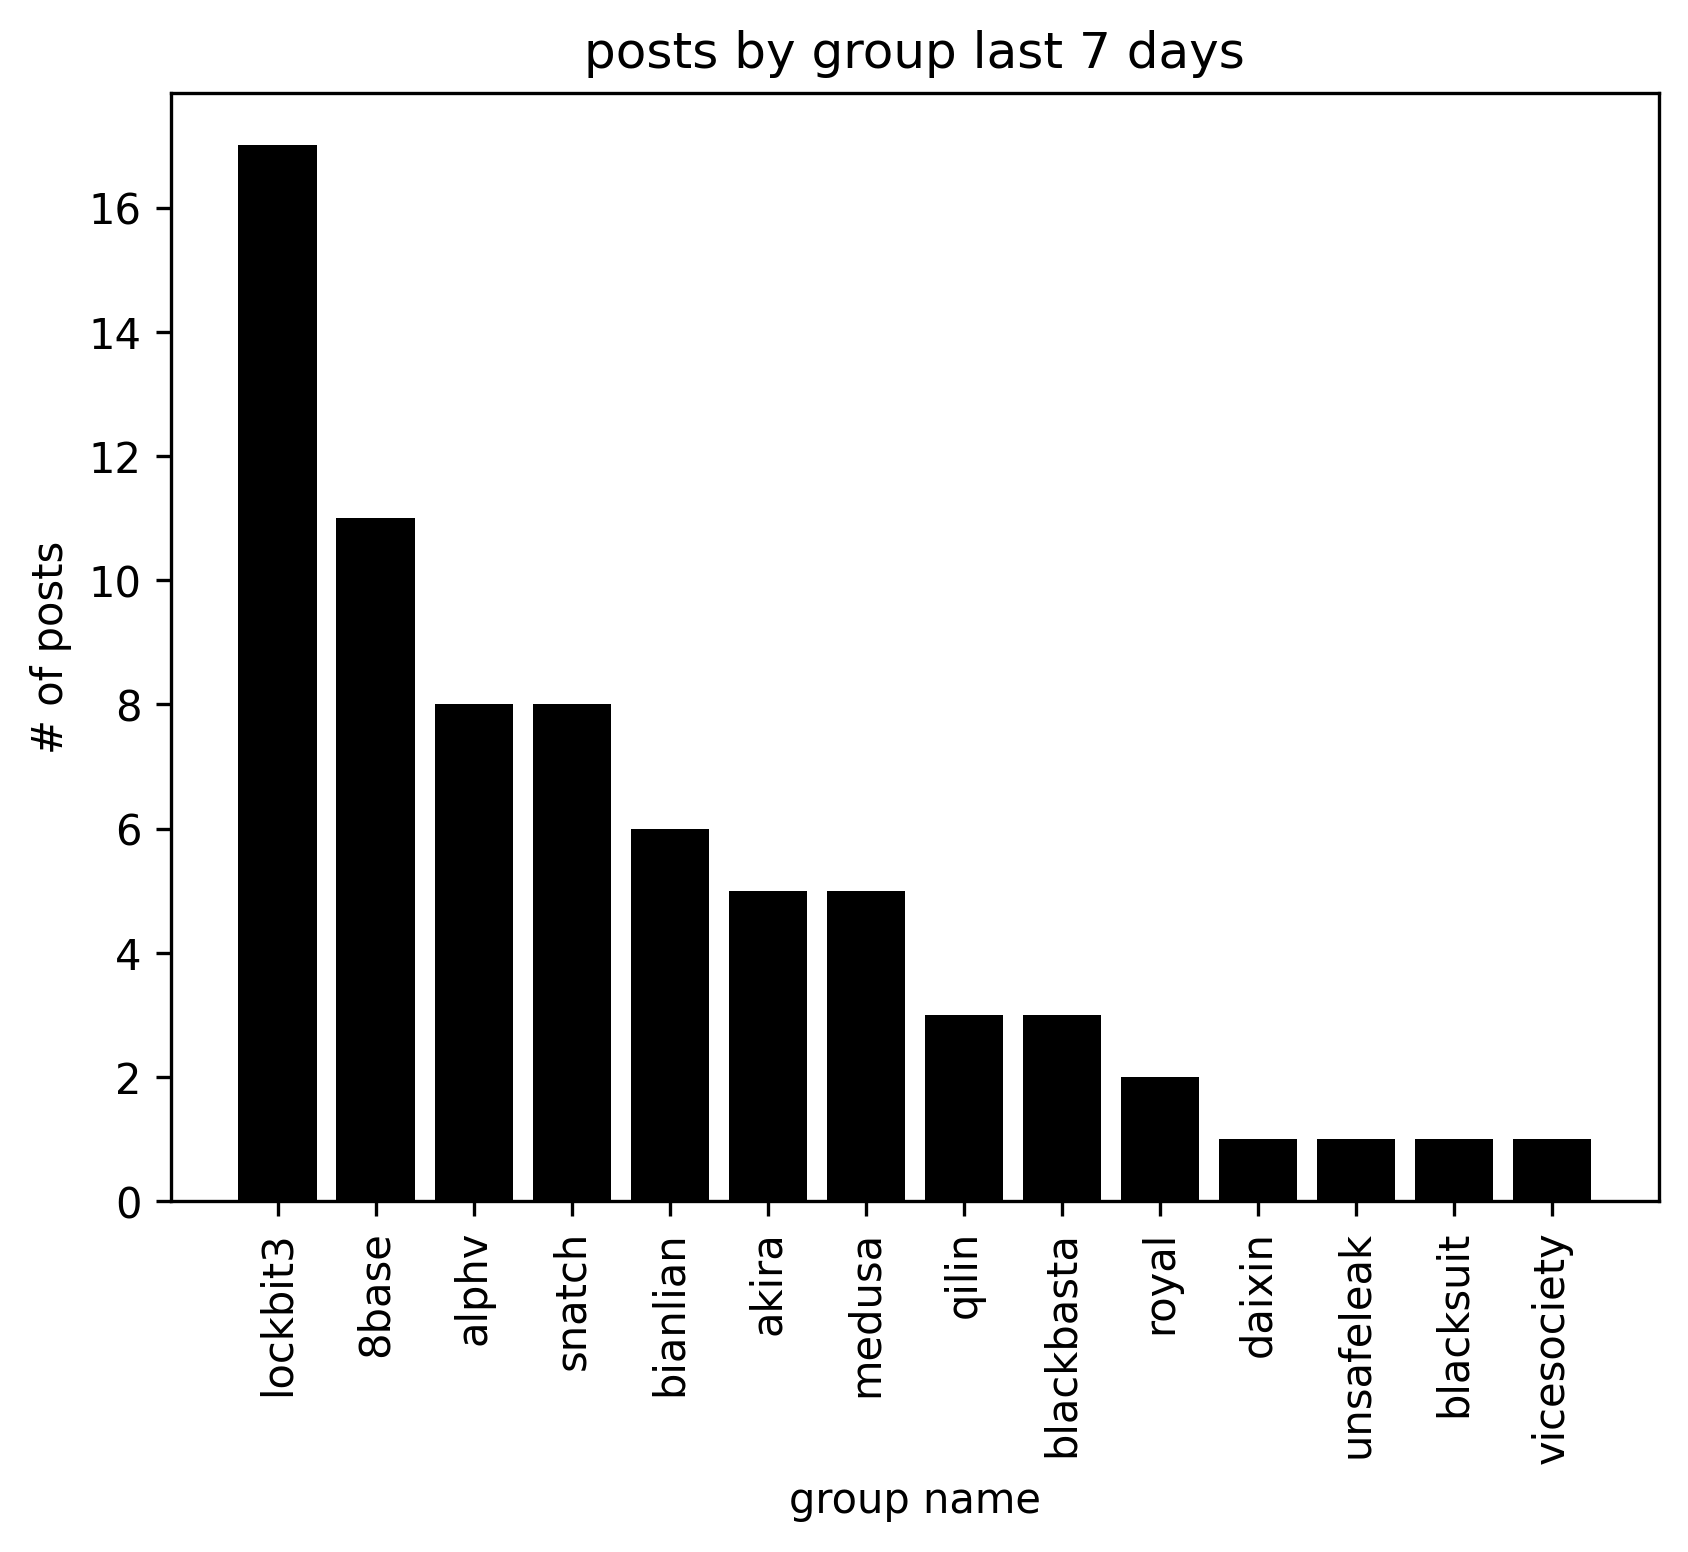 posts by group last 7 days
16
14
12
10
8
6
4
2
0
# of posts
lockbit3
8base
alphv
snatch
bianlian
akira
medusa
qilin
blackbasta
royal
daixin
unsafeleak
blacksuit
vicesociety
group name